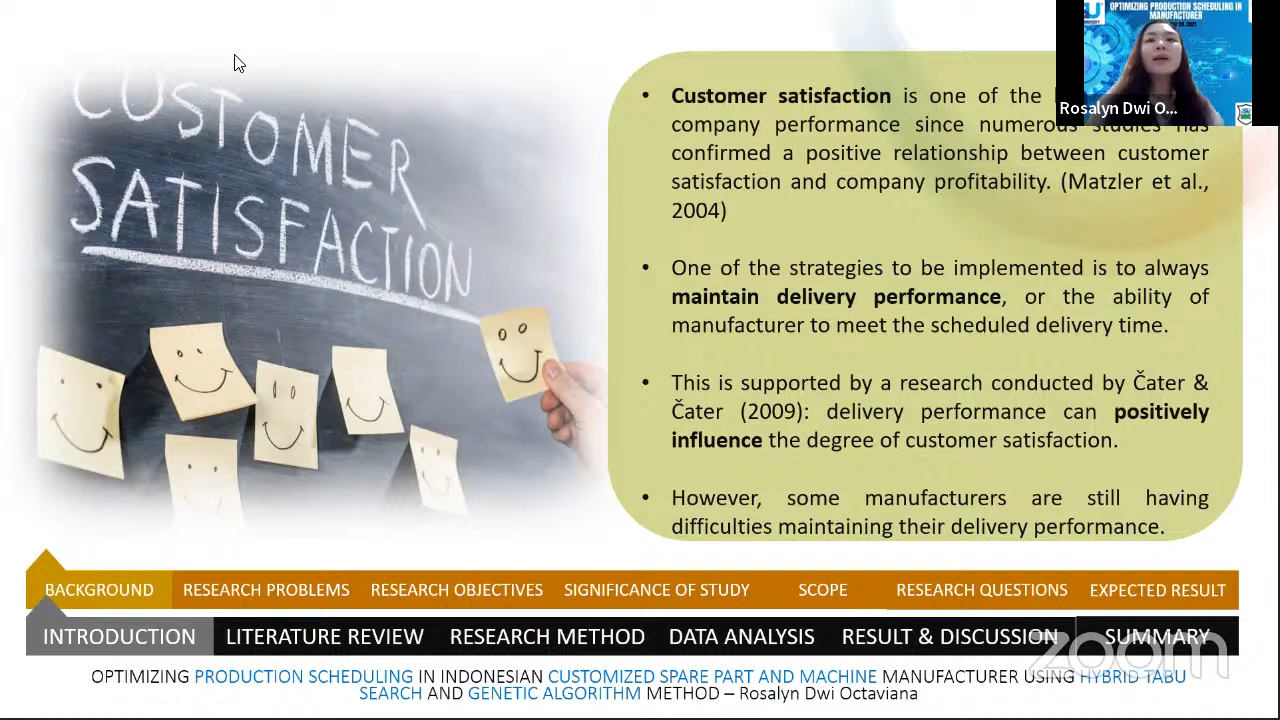 OPTIMIZING PRODUCTION SCHEDULING IN
MANUFACTURER
Rosalyn Dwi O...
CUSTOMER
SATISFACTION
• Customer satisfaction is one of the
company performance since numerous studies has
confirmed a positive relationship between customer
satisfaction and company profitability. (Matzler et al.,
2004)
• One of the strategies to be implemented is to always
maintain delivery performance, or the ability of
manufacturer to meet the scheduled delivery time.
• This is supported by a research conducted by Čater &
Čater (2009): delivery performance can positively
influence the degree of customer satisfaction.
• However, some manufacturers are still having
difficulties maintaining their delivery performance.
BACKGROUND RESEARCH PROBLEMS RESEARCH OBJECTIVES SIGNIFICANCE OF STUDY SCOPE RESEARCH QUESTIONS EXPECTED RESULT
INTRODUCTION LITERATURE REVIEW RESEARCH METHOD DATA ANALYSIS RESULT & DISCUSSION SUMMARY
zoom
OPTIMIZING PRODUCTION SCHEDULING IN INDONESIAN CUSTOMIZED SPARE PART AND MACHINE MANUFACTURER USING HYBRID TABU
SEARCH AND GENETIC ALGORITHM METHOD – Rosalyn Dwi Octaviana